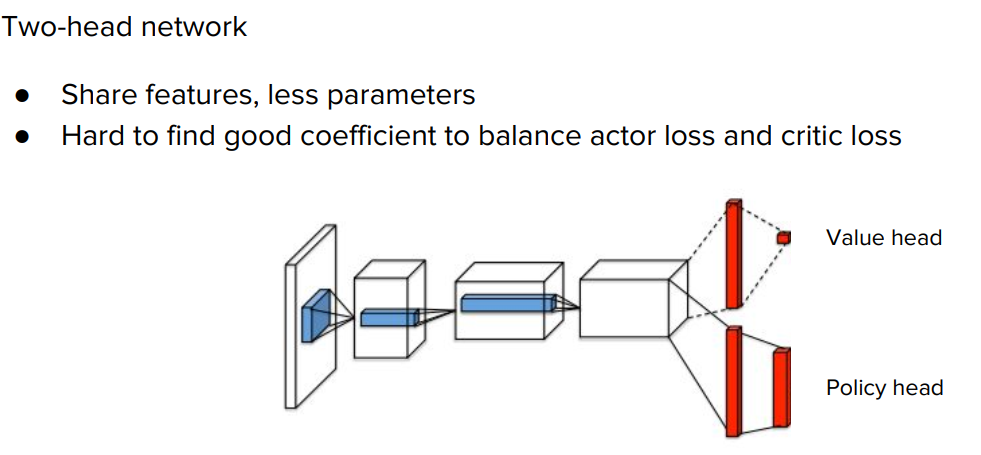 Two-head network
● Share features, less parameters
● Hard to find good coefficient to balance actor loss and critic loss
Value head
Policy head